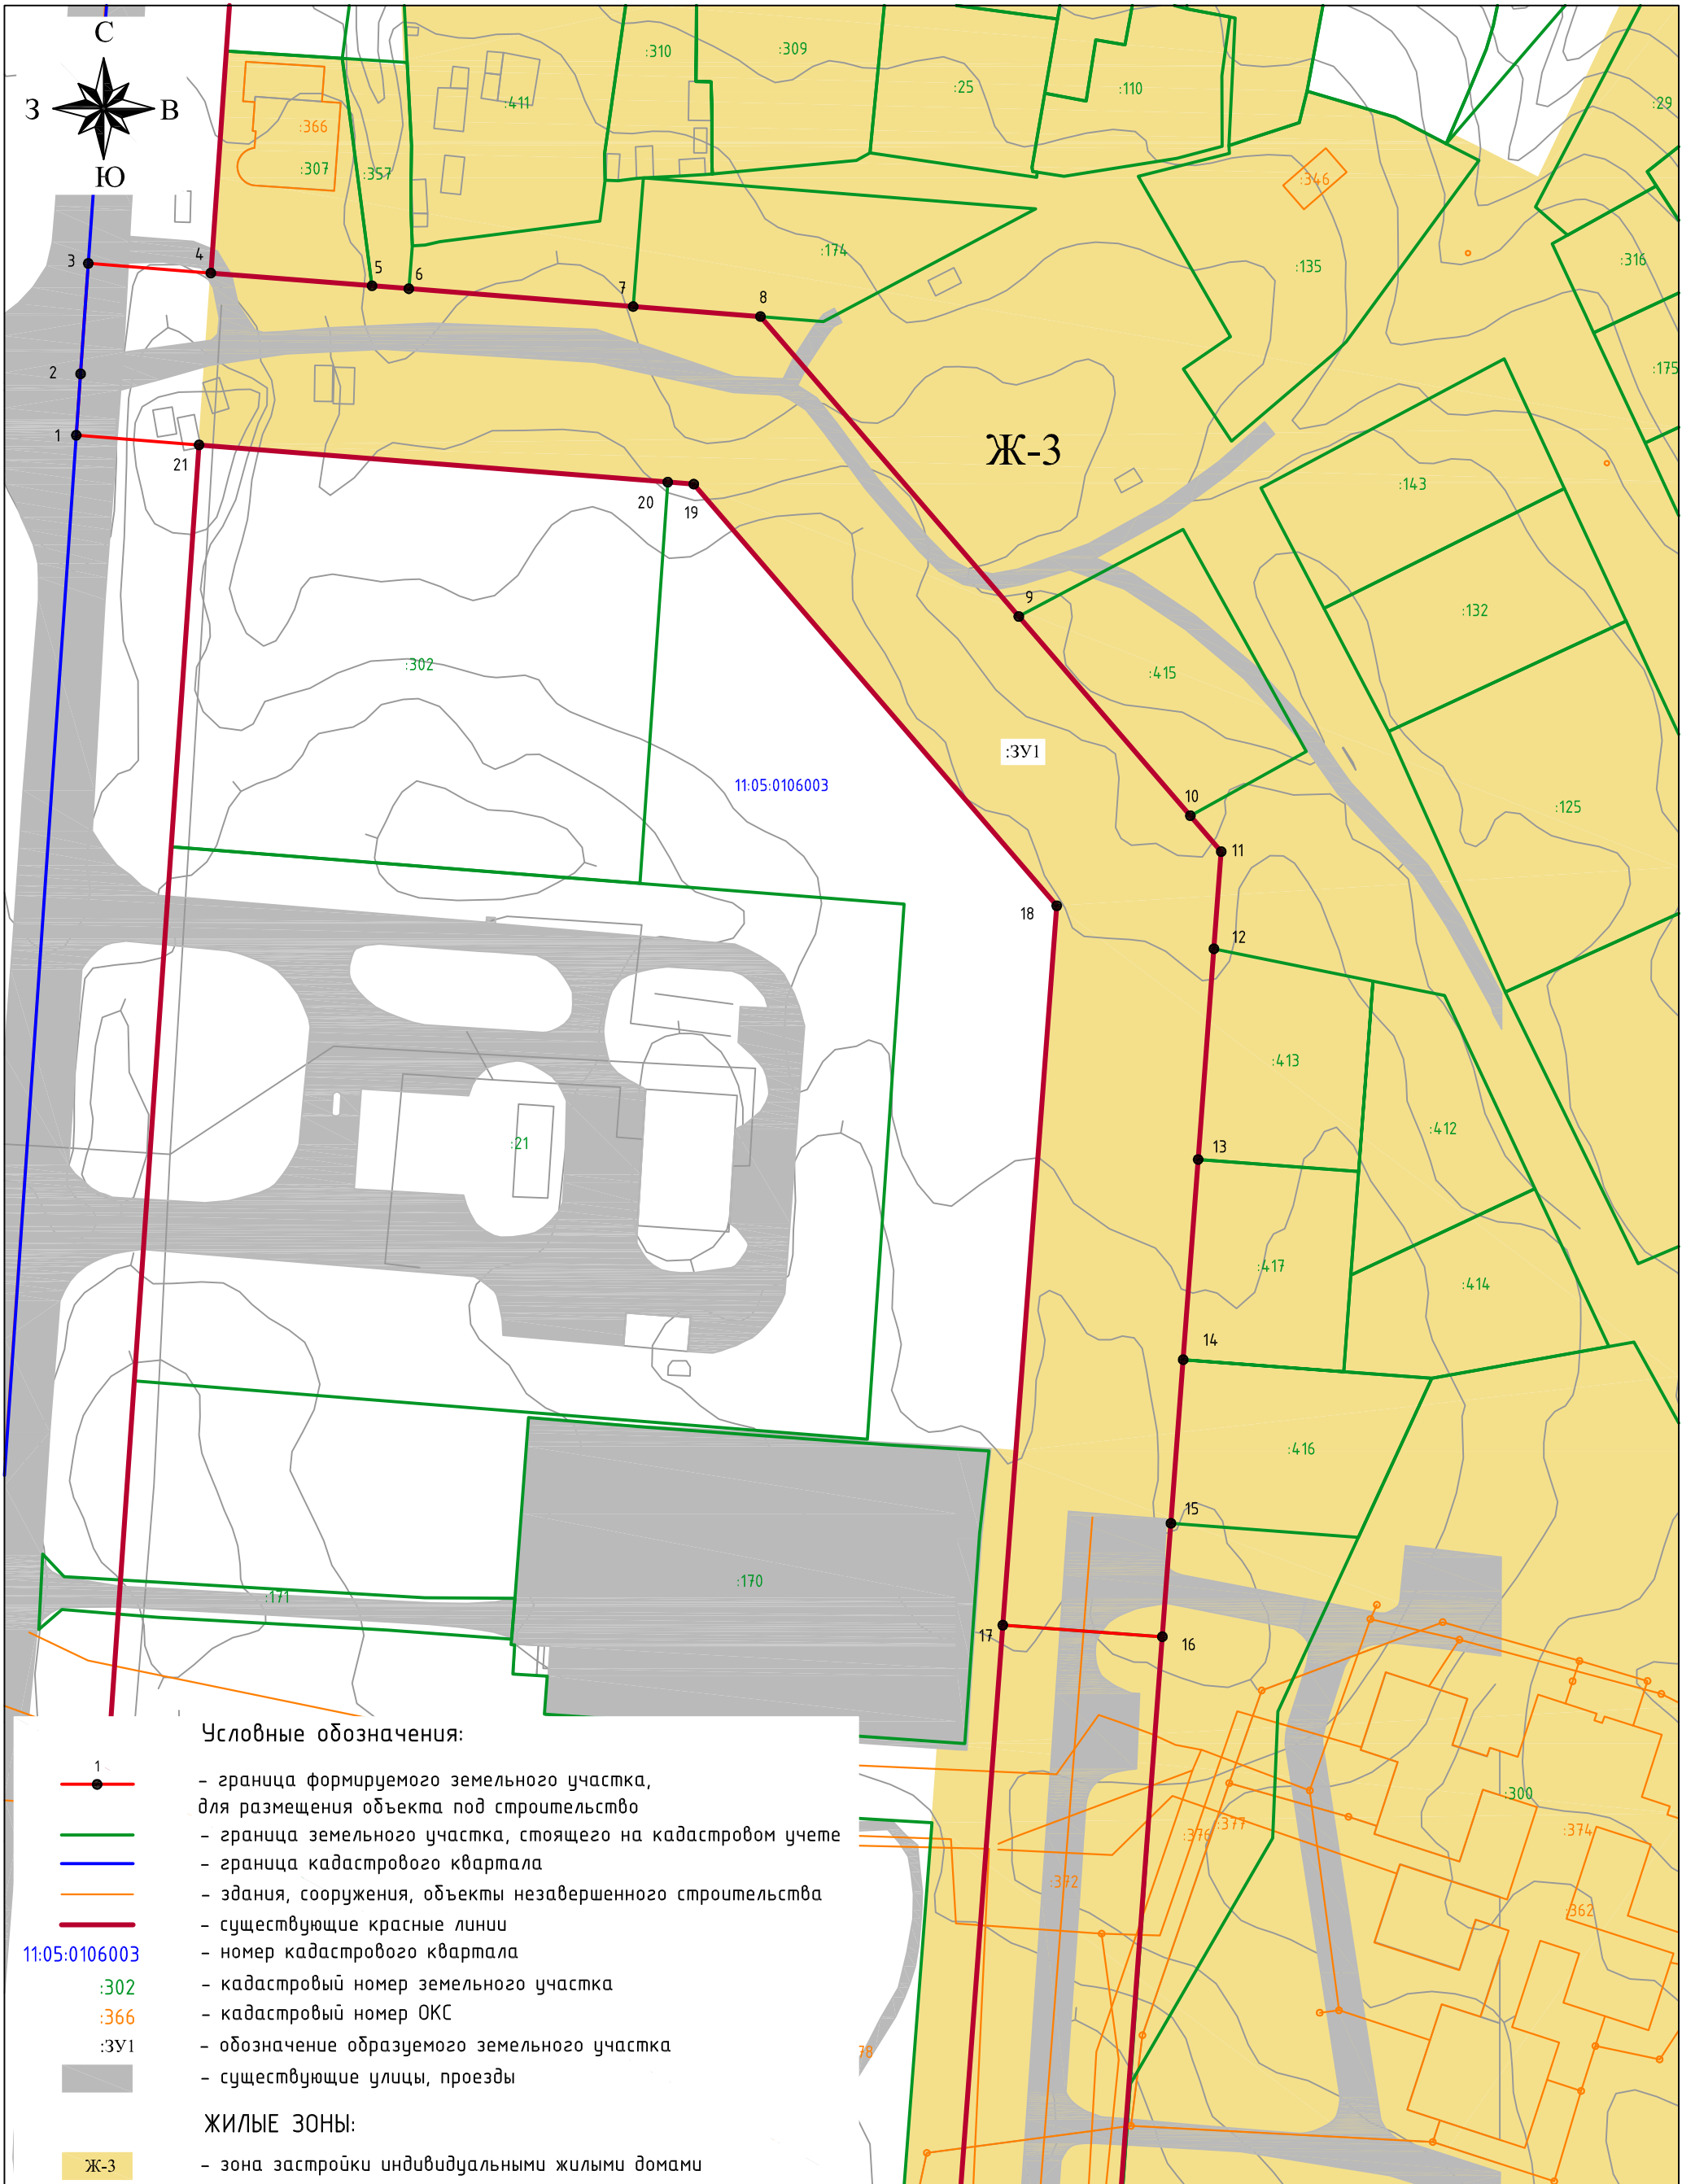 С
З
В
Ю
:310
:309
:25
:110
:29
:411
:366
:307
:357
:346
:174
:135
:316
:175
3
4
5
6
7
8
2
1
21
20
19
Ж-3
:143
:132
9
:302
:415
:ЗУ1
11:05:0106003
10
:125
11
18
12
:413
:412
:21
13
:417
:414
14
:416
15
:171
:170
17
16
:300
:376
:377
:374
:372
:362
78
Условные обозначения:
1
– граница формируемого земельного участка,
для размещения объекта под строительство
– граница земельного участка, стоящего на кадастровом учете
– граница кадастрового квартала
– здания, сооружения, объекты незавершенного строительства
– существующие красные линии
11:05:0106003 – номер кадастрового квартала
:302 – кадастровый номер земельного участка
:366 – кадастровый номер ОКС
:ЗУ1 – обозначение образуемого земельного участка
– существующие улицы, проезды
ЖИЛЫЕ ЗОНЫ:
Ж-3 – зона застройки индивидуальными жилыми домами